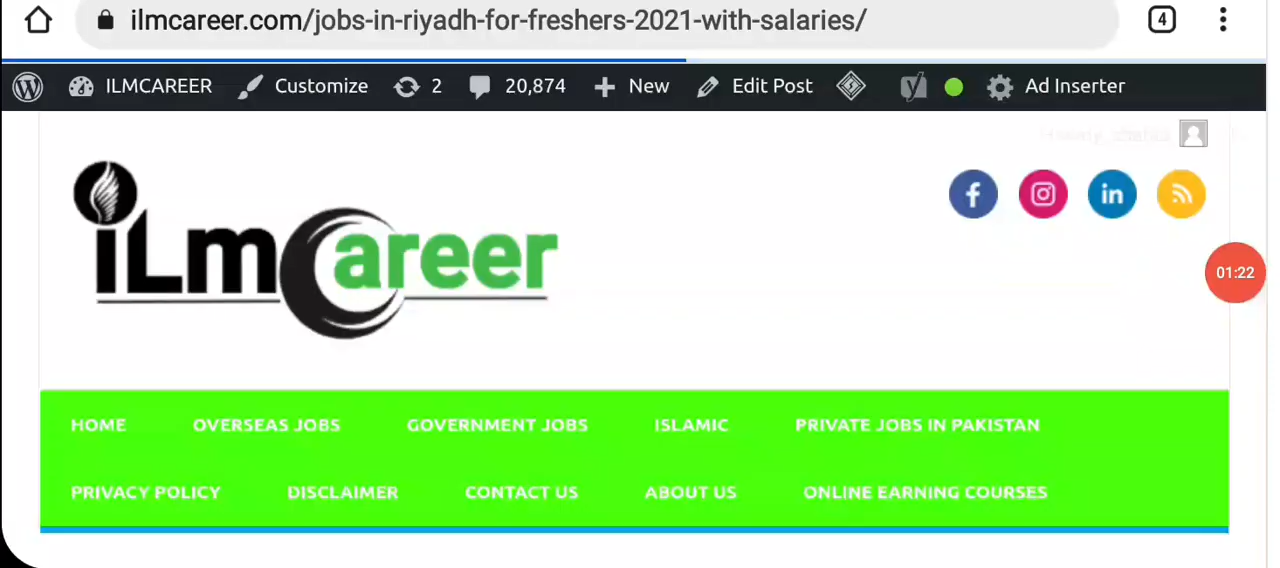 ilmcareer.com/jobs-in-riyadh-for-freshers-2021-with-salaries/
4
ILMCAREER Customize 2 20,874 New Edit Post Ad Inserter
iLmCareer
f in
01:22
HOME OVERSEAS JOBS GOVERNMENT JOBS ISLAMIC PRIVATE JOBS IN PAKISTAN
PRIVACY POLICY DISCLAIMER CONTACT US ABOUT US ONLINE EARNING COURSES